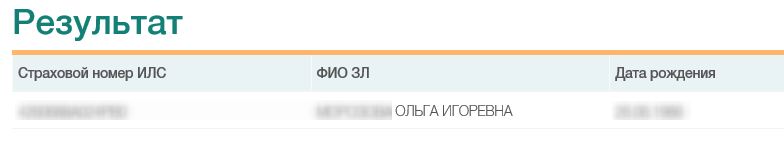 Результат
Страховой номер ИЛС ФИО ЗЛ Дата рождения
ОЛЬГА ИГОРЕВНА